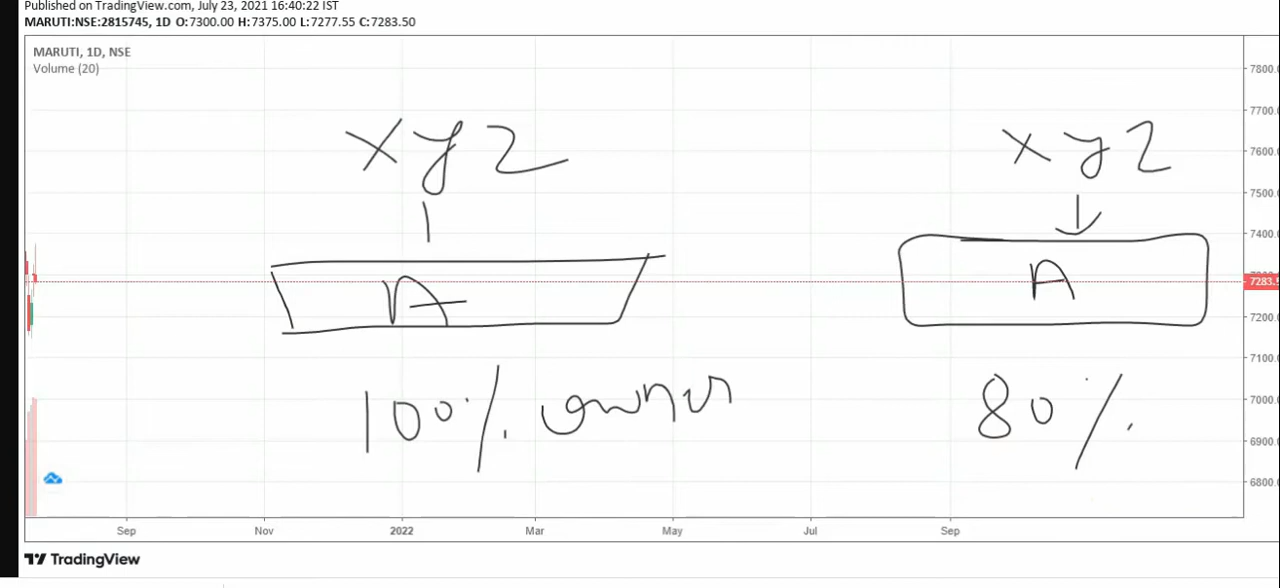 Published on TradingView.com, July 23, 2021 16:40:22 IST
MARUTI:NSE:2815745, 1D O:7300.00 H:7375.00 L:7277.55 C:7283.50
MARUTI, 1D, NSE
Volume (20)
xyz xyz
A A
100% owner 80%
7800.0
7700.0
7600.0
7500.0
7400.0
7283.5
7200.0
7100.0
7000.0
6900.0
6800.0
Sep Nov 2022 Mar May Jul Sep
TradingView